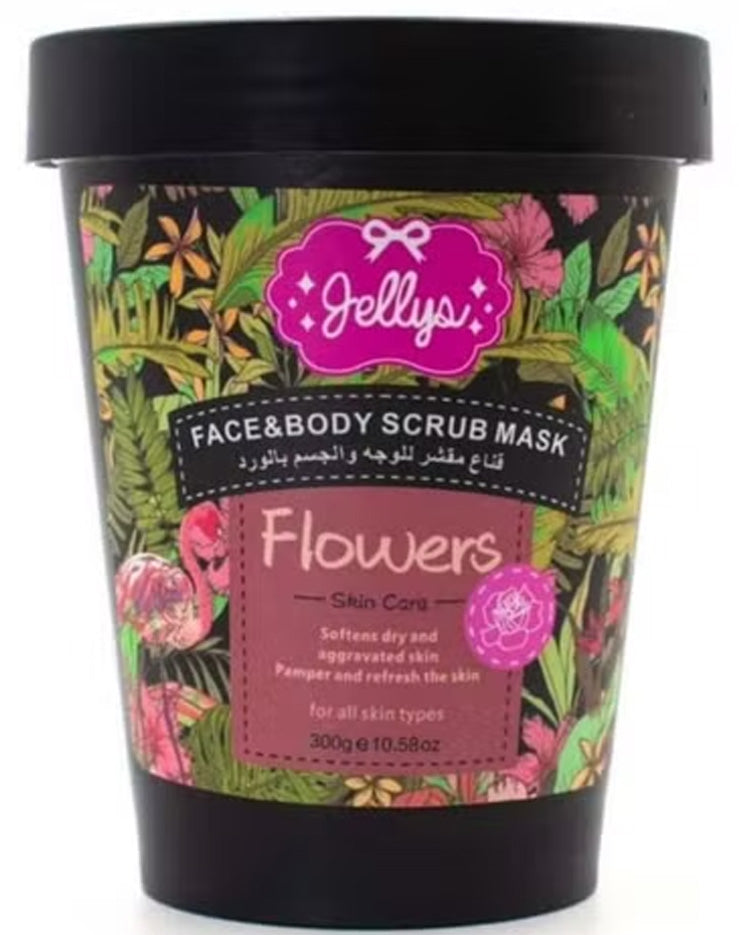 Jellys
FACE&BODY SCRUB MASK
قناع مقشر للوجه والجسم بالورد
Flowers
Skin Care
Softens dry and
aggravated skin
Pamper and refresh the skin
for all skin types
300g e 10.58oz